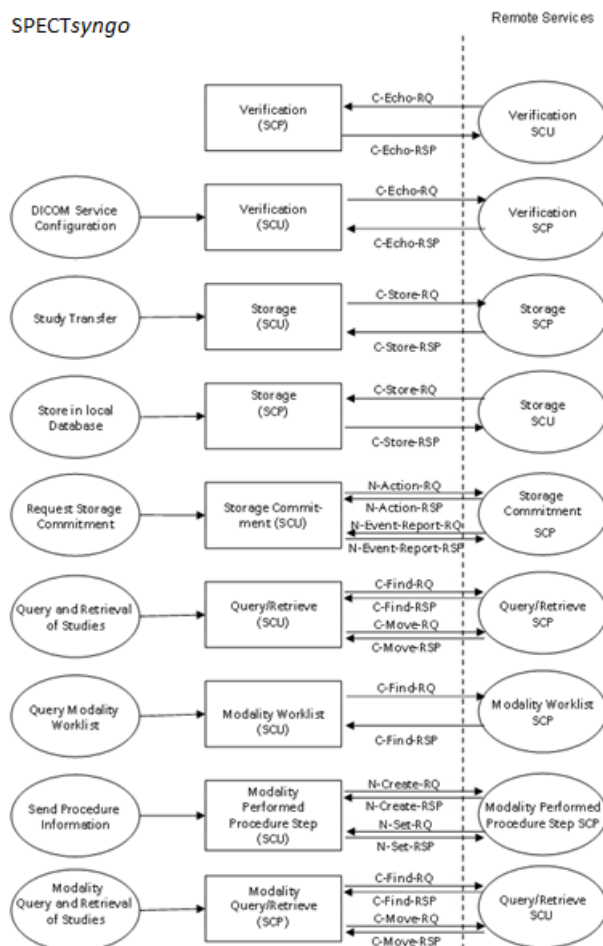 SPECTsyngo
Remote Services
C-Echo-RQ
Verification
(SCP)
C-Echo-RSP
Verification
SCU
DICOM Service
Configuration
Verification
(SCU)
C-Echo-RQ
C-Echo-RSP
Verification
SCP
Study Transfer
Storage
(SCU)
C-Store-RQ
C-Store-RSP
Storage
SCP
Store in local
Database
Storage
(SCP)
C-Store-RQ
C-Store-RSP
Storage
SCU
Request Storage
Commitment
Storage Commit-
ment (SCU)
N-Action-RQ
N-Action-RSP
N-Event-Report-RQ
N-Event-Report-RSP
Storage
Commitment
SCP
Query and Retrieval
of Studies
Query/Retrieve
(SCU)
C-Find-RQ
C-Find-RSP
C-Move-RQ
C-Move-RSP
Query/Retrieve
SCP
Query Modality
Worklist
Modality Worklist
(SCU)
C-Find-RQ
C-Find-RSP
Modality Worklist
SCP
Send Procedure
Information
Modality
Performed
Procedure Step
(SCU)
N-Create-RQ
N-Create-RSP
N-Set-RQ
N-Set-RSP
Modality Performed
Procedure Step SCP
Modality
Query and Retrieval
of Studies
Modality
Query/Retrieve
(SCP)
C-Find-RQ
C-Find-RSP
C-Move-RQ
C-Move-RSP
Query/Retrieve
SCU